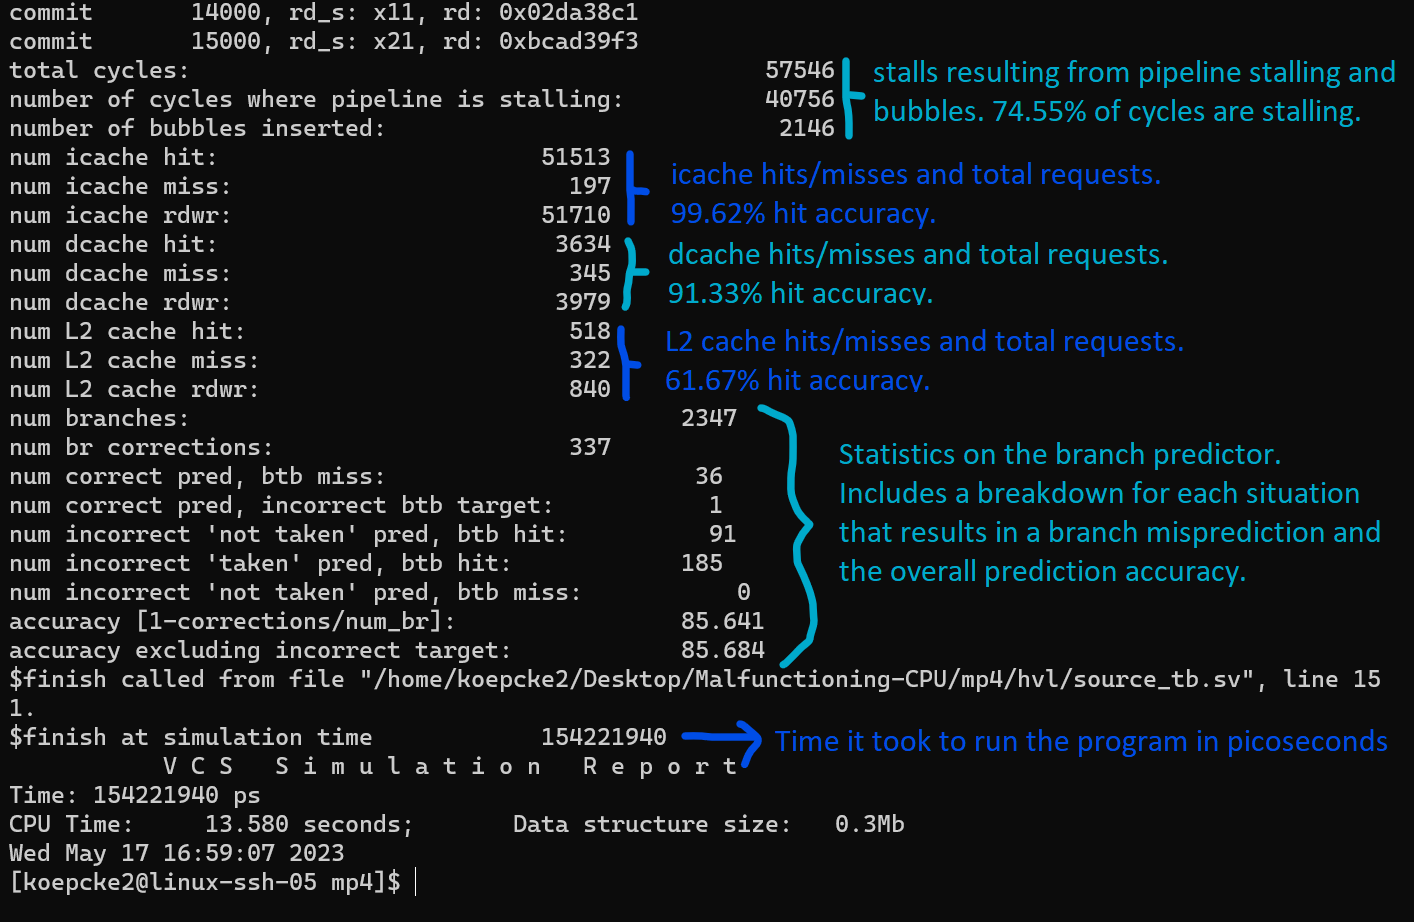 commit       14000, rd_s: x11, rd: 0x02da38c1
commit       15000, rd_s: x21, rd: 0xbcad39f3
total cycles: 57546
number of cycles where pipeline is stalling: 40756
number of bubbles inserted: 2146
stalls resulting from pipeline stalling and
bubbles. 74.55% of cycles are stalling.
num icache hit: 51513
num icache miss: 197
num icache rdwr: 51710
icache hits/misses and total requests.
99.62% hit accuracy.
num dcache hit: 3634
num dcache miss: 345
num dcache rdwr: 3979
dcache hits/misses and total requests.
91.33% hit accuracy.
num L2 cache hit: 518
num L2 cache miss: 322
num L2 cache rdwr: 840
L2 cache hits/misses and total requests.
61.67% hit accuracy.
num branches: 2347
num br corrections: 337
num correct pred, btb miss: 36
num correct pred, incorrect btb target: 1
num incorrect 'not taken' pred, btb hit: 91
num incorrect 'taken' pred, btb hit: 185
num incorrect 'not taken' pred, btb miss: 0
accuracy [1-corrections/num_br]: 85.641
accuracy excluding incorrect target: 85.684
Statistics on the branch predictor.
Includes a breakdown for each situation
that results in a branch misprediction and
the overall prediction accuracy.
$finish called from file "/home/koepcke2/Desktop/Malfunctioning-CPU/mp4/hvl/source_tb.sv", line 15
1.
$finish at simulation time 154221940
Time it took to run the program in picoseconds
V C S   S i m u l a t i o n   R e p o r t
Time: 154221940 ps
CPU Time:     13.580 seconds;       Data structure size:   0.3Mb
Wed May 17 16:59:07 2023
[koepcke2@linux-ssh-05 mp4]$